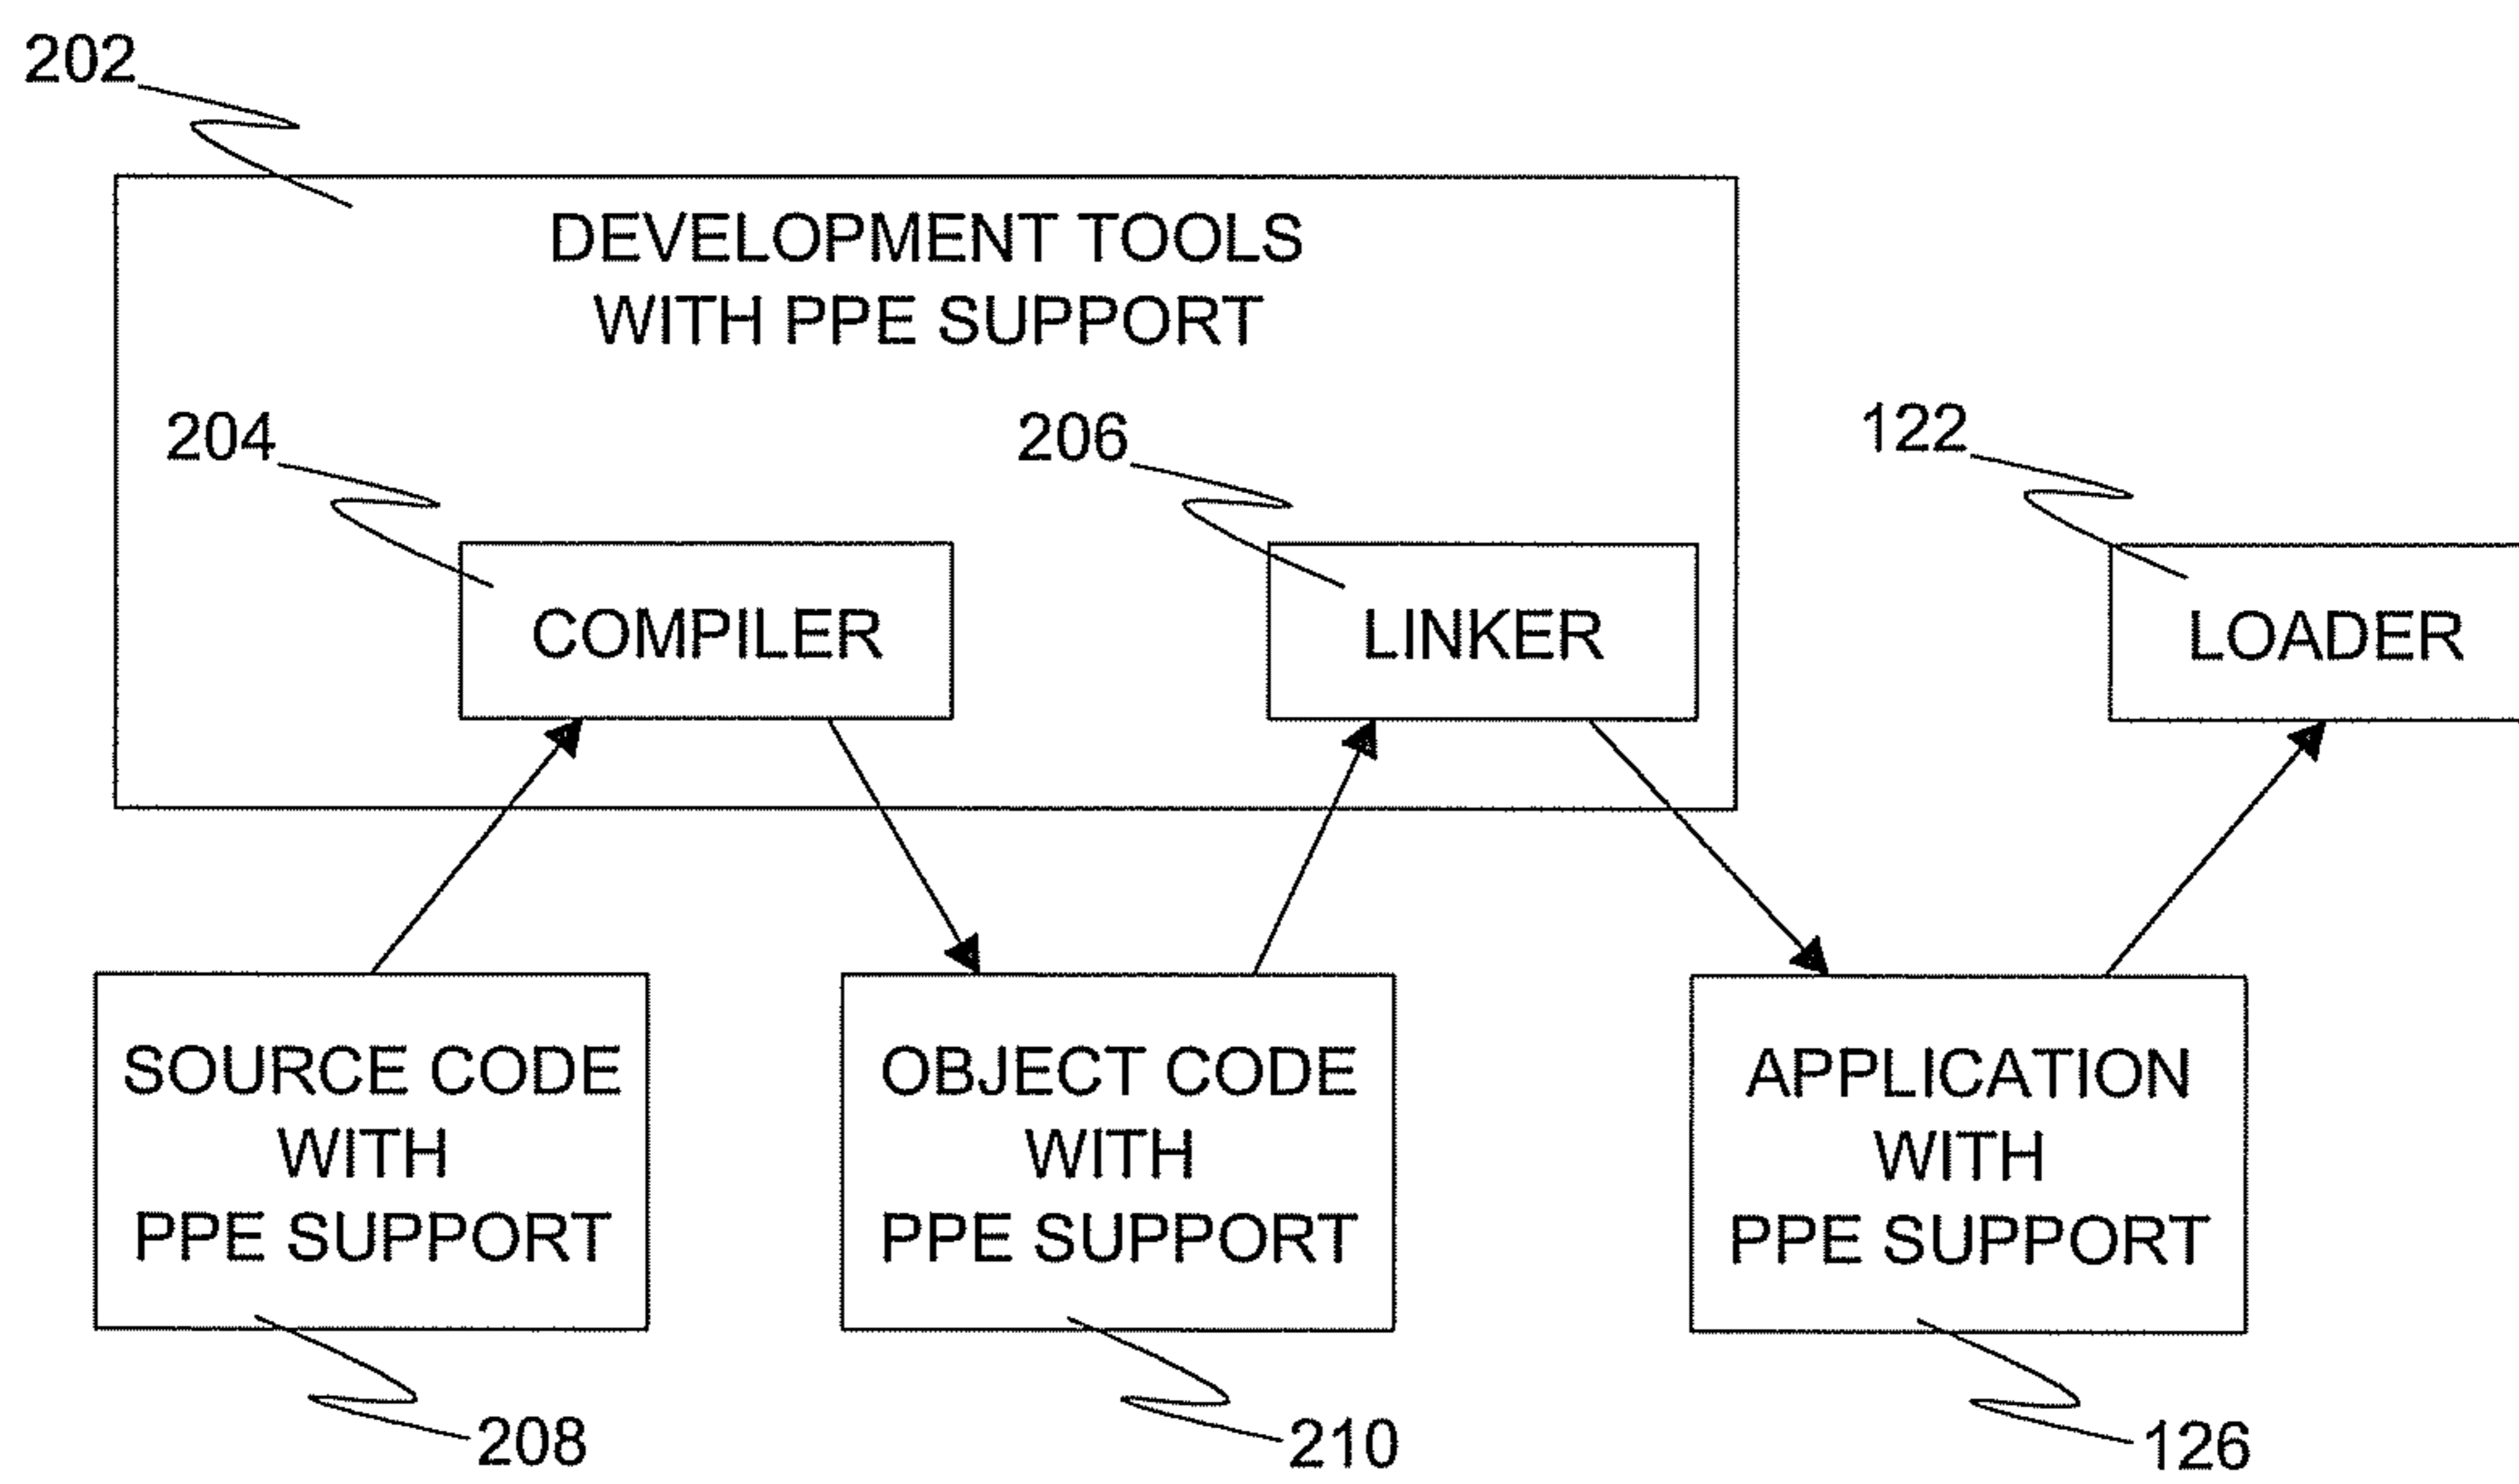 202
DEVELOPMENT TOOLS
WITH PPE SUPPORT
204
206
122
COMPILER
LINKER
LOADER
SOURCE CODE
WITH
PPE SUPPORT
OBJECT CODE
WITH
PPE SUPPORT
APPLICATION
WITH
PPE SUPPORT
208
210
126